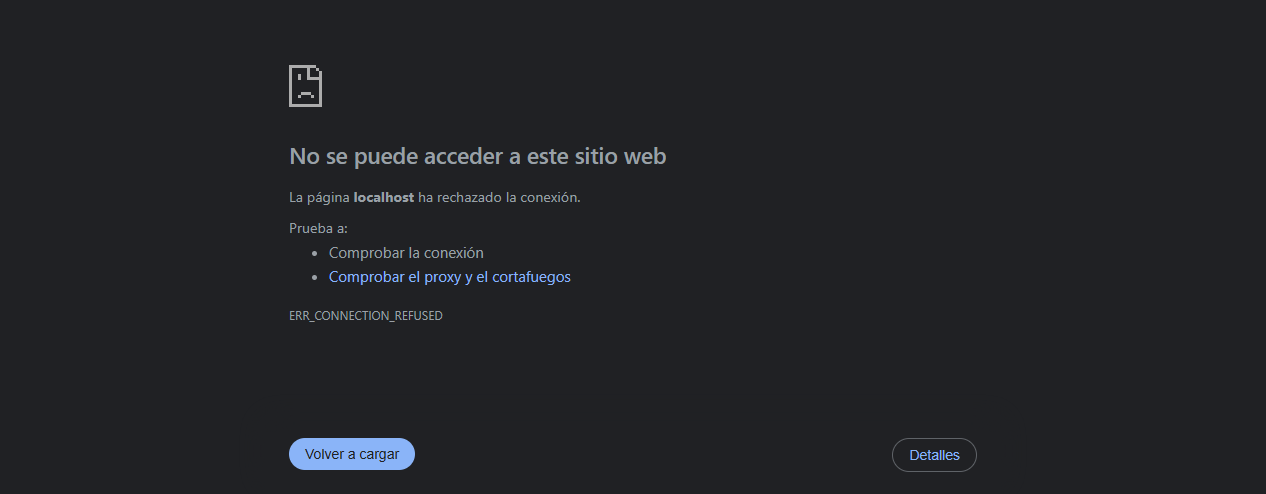 No se puede acceder a este sitio web
La página localhost ha rechazado la conexión.
Prueba a:
Comprobar la conexión
Comprobar el proxy y el cortafuegos
ERR_CONNECTION_REFUSED
Volver a cargar
Detalles